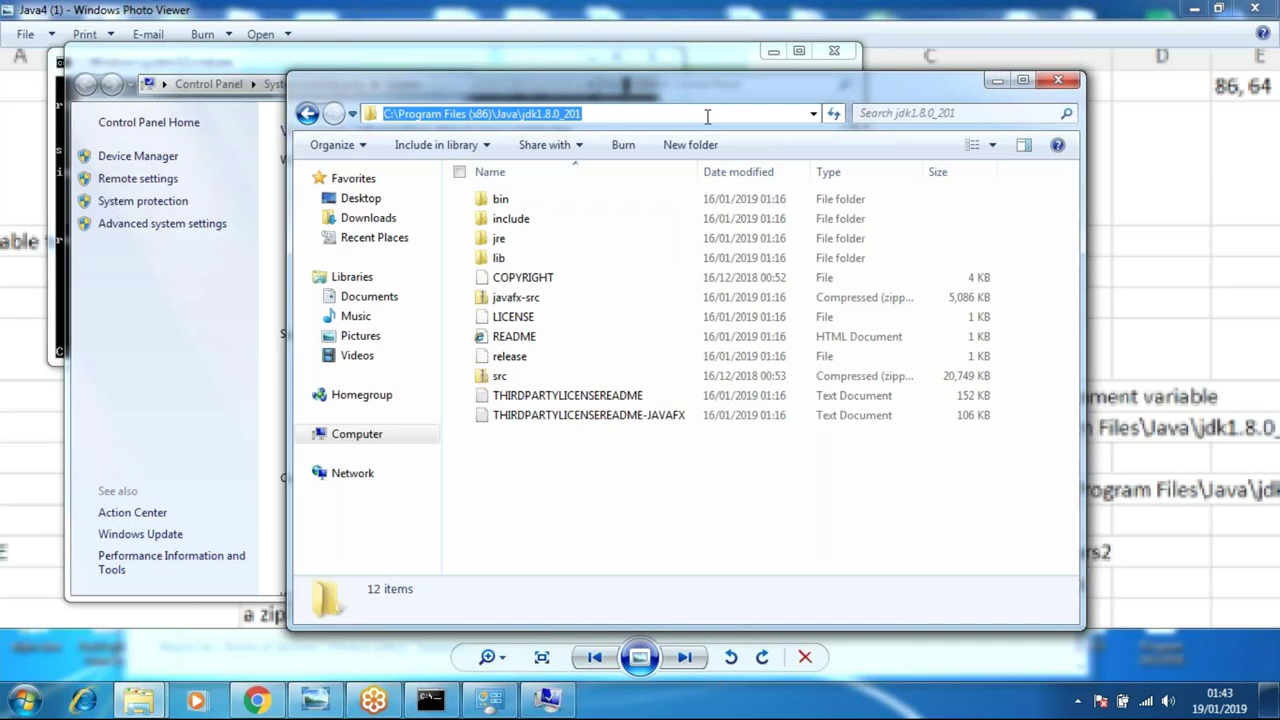 Java4 (1) - Windows Photo Viewer
File Print E-mail Burn Open
A C D E
86, 64
Control Panel Syst
C:\Program Files (x86)\Java\jdk1.8.0_201
Search jdk1.8.0_201
Organize Include in library Share with Burn New folder
Control Panel Home
Device Manager
Remote settings
System protection
Advanced system settings
See also
Action Center
Windows Update
Performance Information and
Tools
Favorites
Desktop
Downloads
Recent Places
Libraries
Documents
Music
Pictures
Videos
Homegroup
Computer
Network
Name Date modified Type Size
bin 16/01/2019 01:16 File folder
include 16/01/2019 01:16 File folder
jre 16/01/2019 01:16 File folder
lib 16/01/2019 01:16 File folder
COPYRIGHT 16/12/2018 00:52 File 4 KB
javafx-src 16/01/2019 01:16 Compressed (zipp... 5,086 KB
LICENSE 16/01/2019 01:16 File 1 KB
README 16/01/2019 01:16 HTML Document 1 KB
release 16/01/2019 01:16 File 1 KB
src 16/12/2018 00:53 Compressed (zipp... 20,749 KB
THIRDPARTYLICENSEREADME 16/01/2019 01:16 Text Document 152 KB
THIRDPARTYLICENSEREADME-JAVAFX 16/01/2019 01:16 Text Document 106 KB
12 items
ariable
nment variable
Files\Java\jdk1.8.0_
rogram Files\Java\jdk
rs2
a zip
01:43
19/01/2019